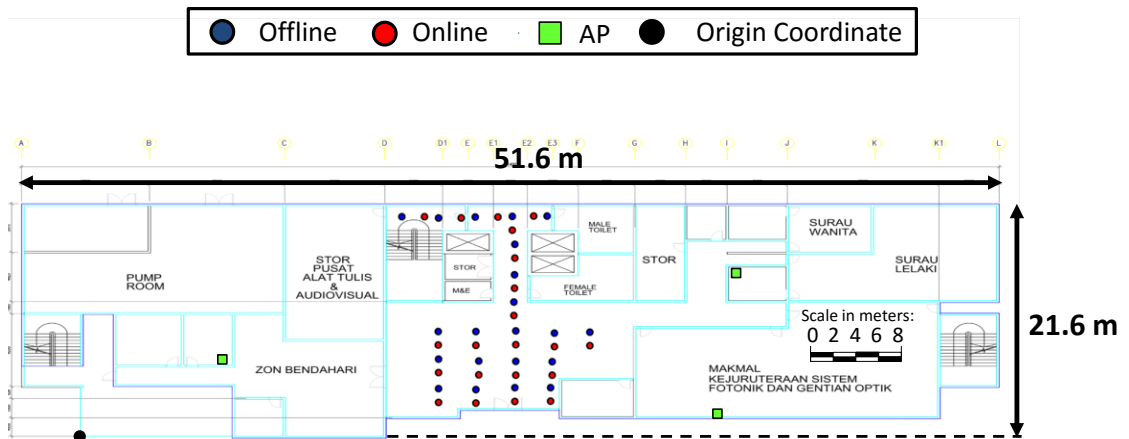 Offline Online AP Origin Coordinate
A B C D D1 E E1 E2 E3 F G H I J K K1 L
51.6 m
MALE
TOILET
SURAU
WANITA
STOR
PUSAT
ALAT TULIS
&
AUDIOVISUAL
STOR
STOR
SURAU
LELAKI
PUMP
ROOM
M&E
FEMALE
TOILET
Scale in meters:
0 2 4 6 8
21.6 m
ZON BENDAHARI
MAKMAL
KEJURUTERAAN SISTEM
FOTONIK DAN GENTIAN OPTIK